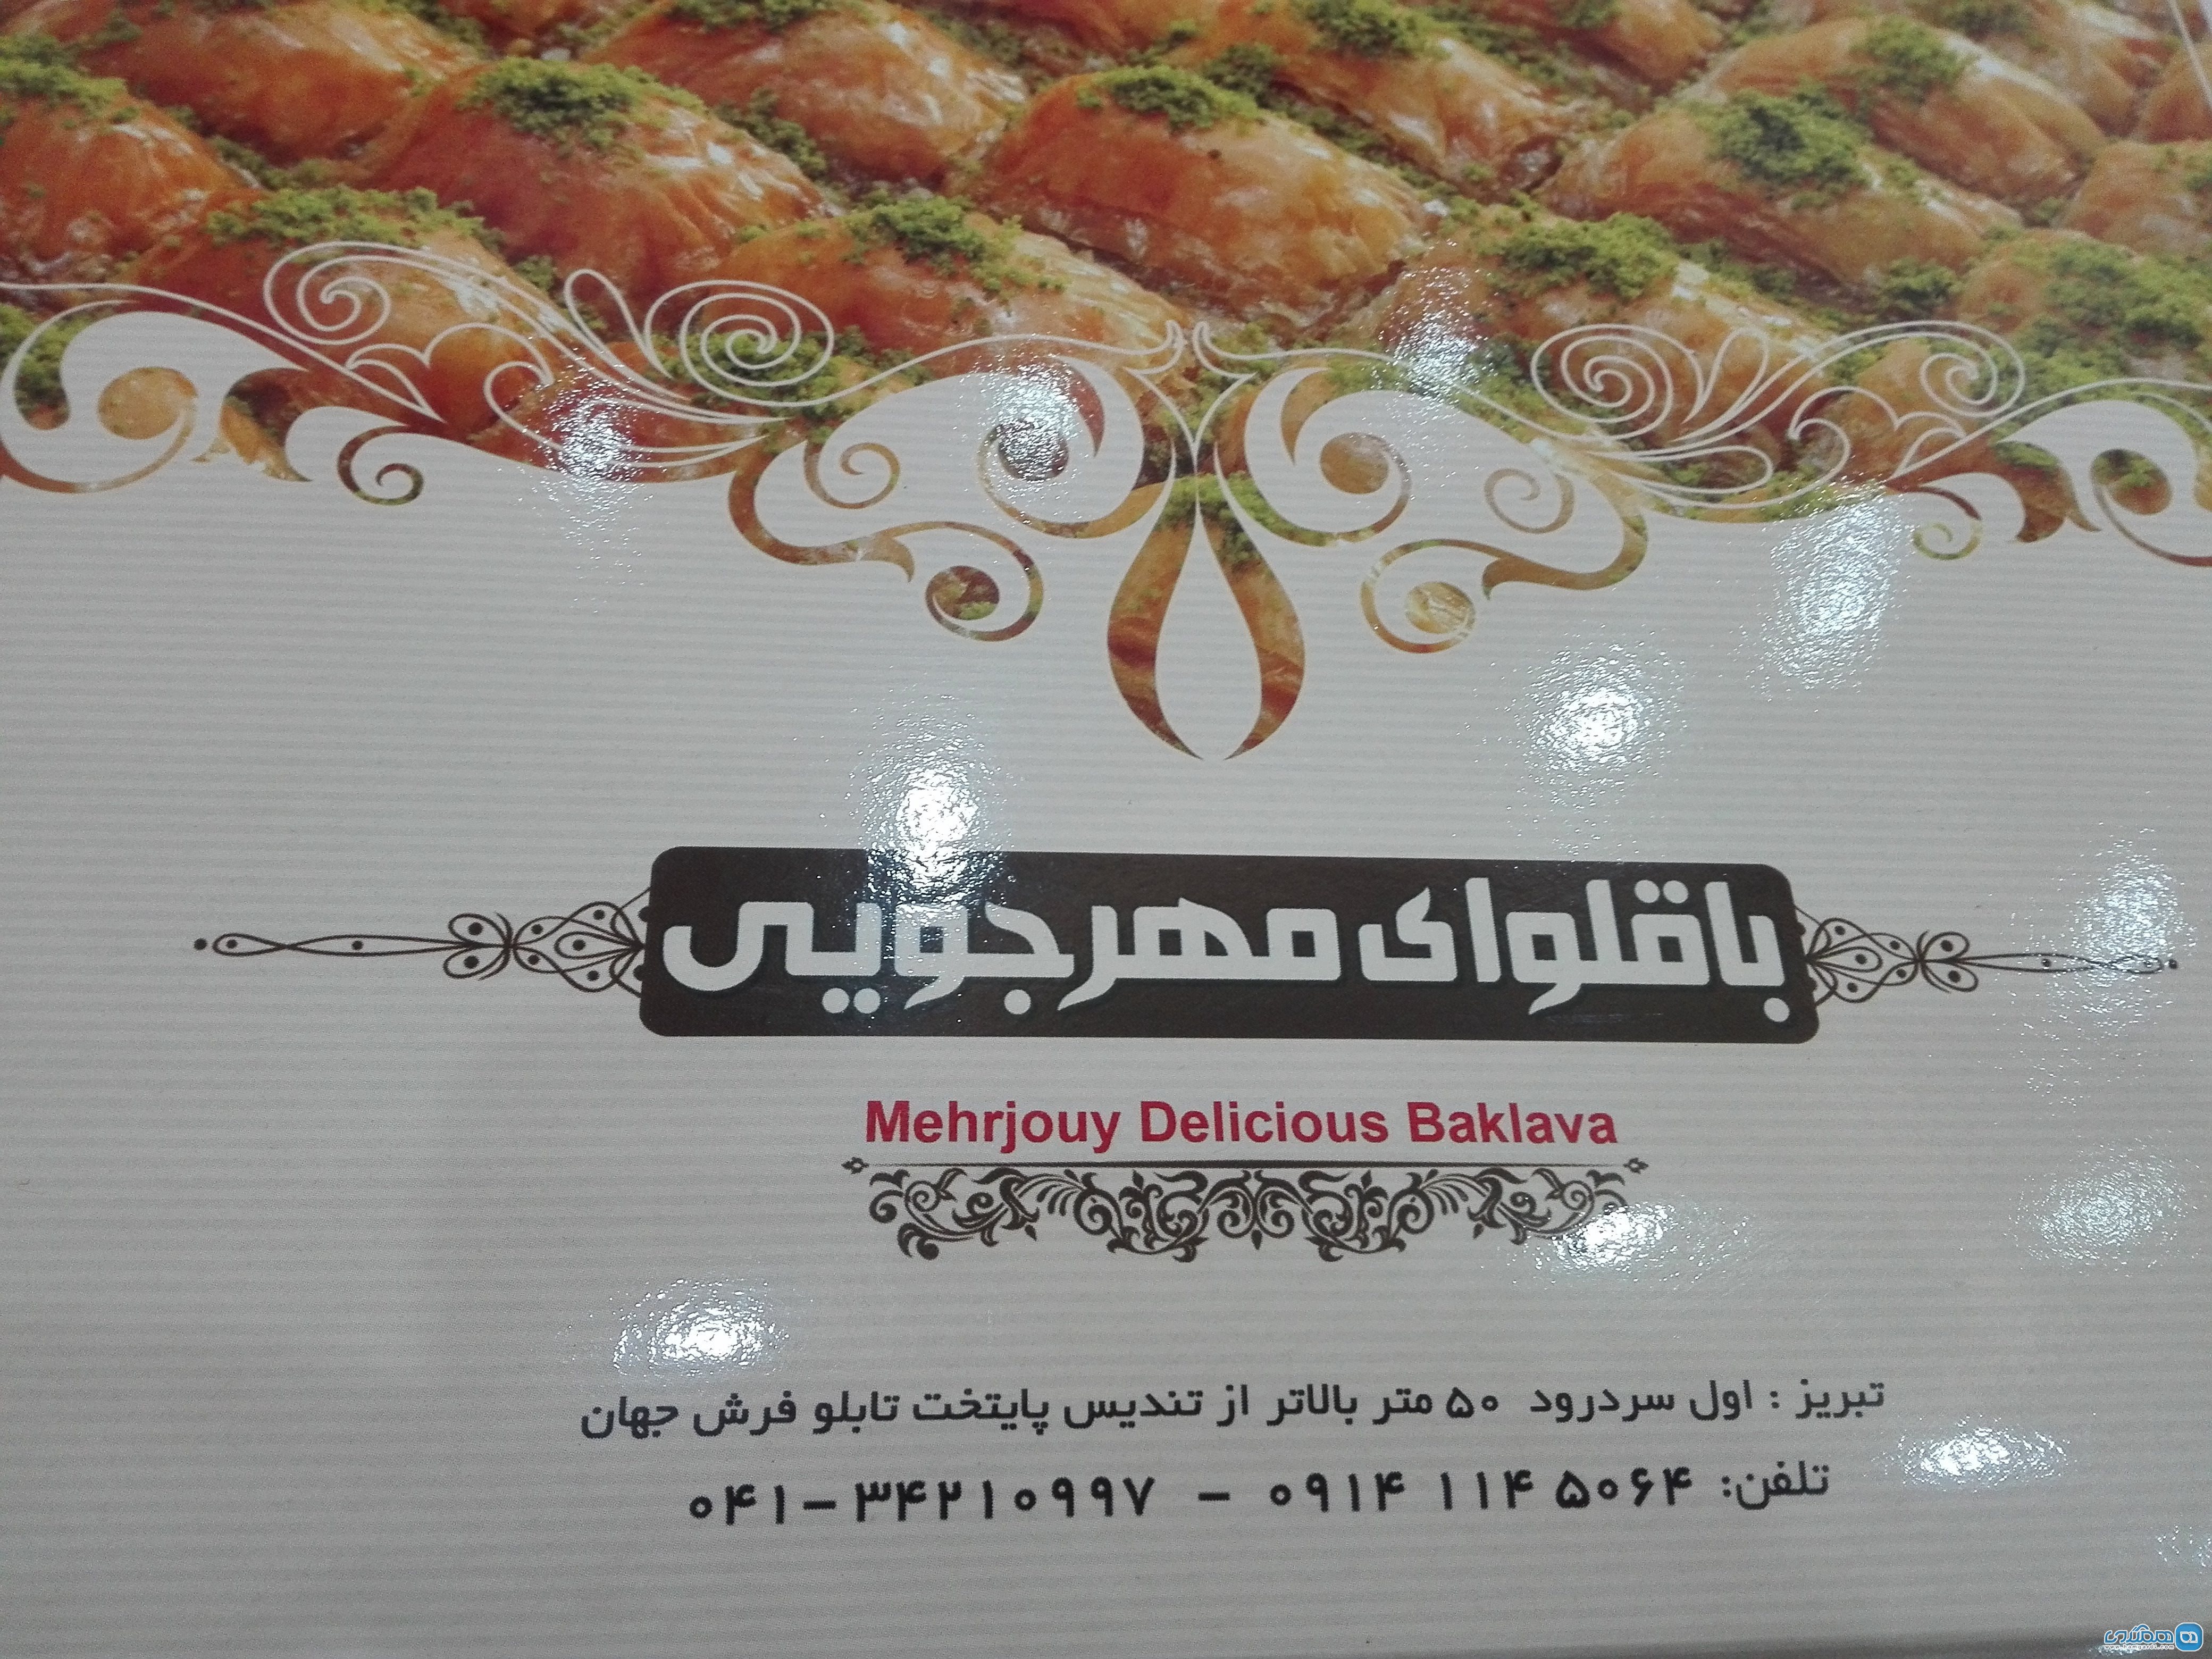 باقلوای مهرجویی
Mehrjouy Delicious Baklava
تبریز : اول سردرود ۵۰ متر بالاتر از تندیس پایتخت تابلو فرش جهان
تلفن: ۰۹۱۴ ۱۱۴ ۵۰۶۴ – ۰۴۱–۳۴۲۱۰۹۹۷
همگردی